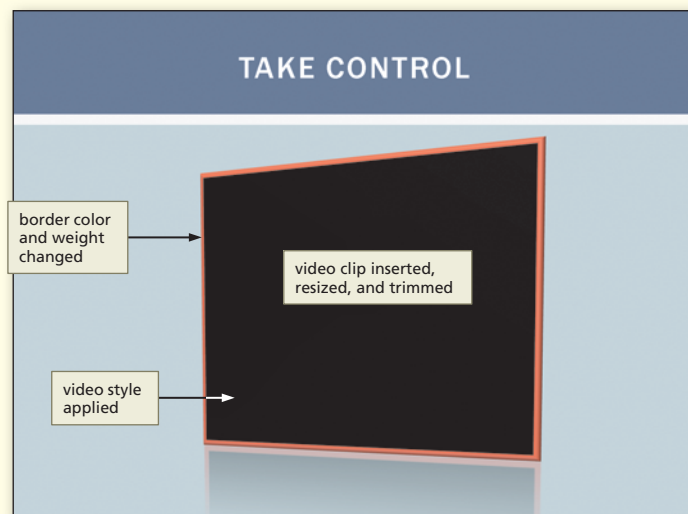 TAKE CONTROL
border color
and weight
changed
video clip inserted,
resized, and trimmed
video style
applied